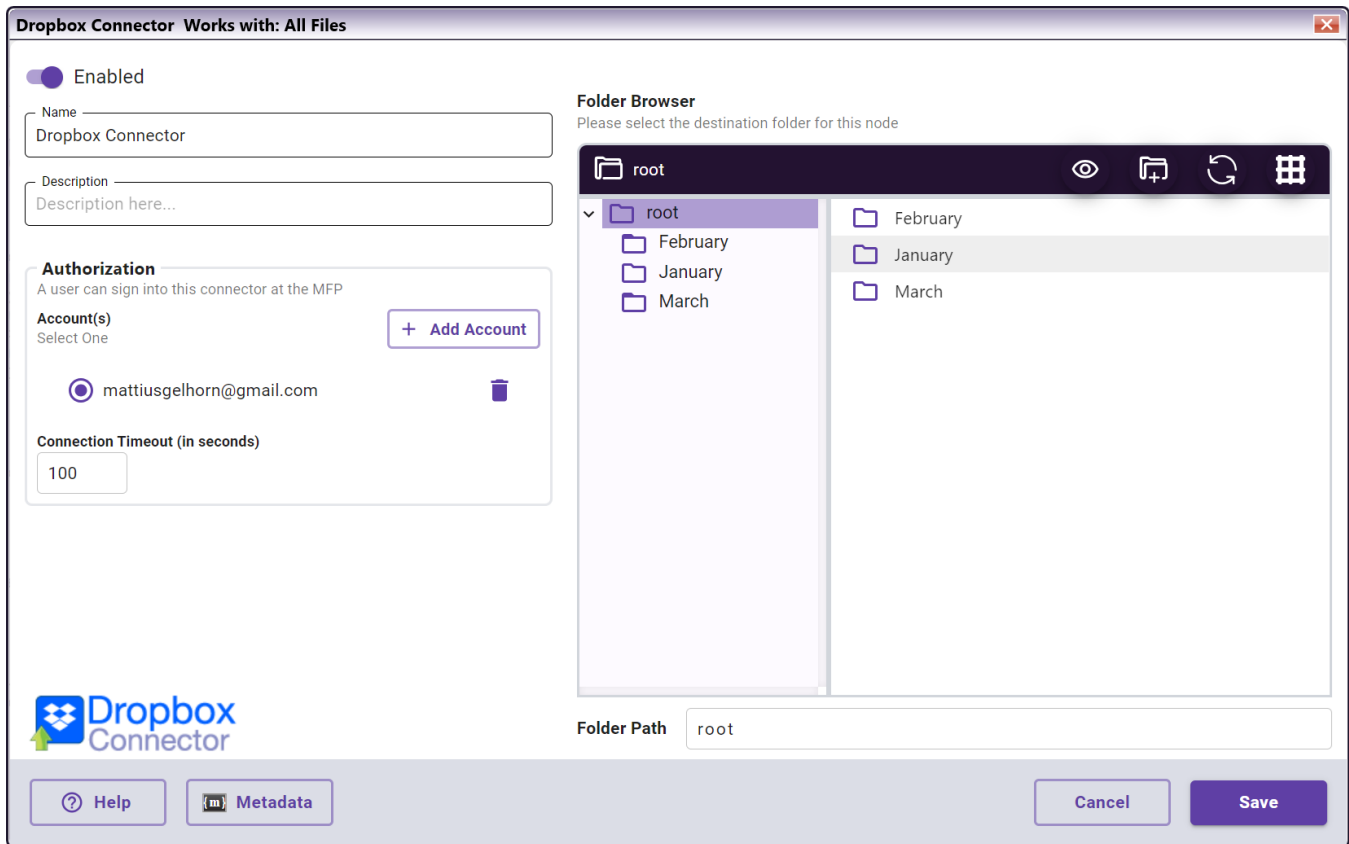 Dropbox Connector  Works with: All Files
Enabled
Name
Dropbox Connector
Description
Description here...
Authorization
A user can sign into this connector at the MFP
Account(s)
Select One
+ Add Account
mattiusgelhorn@gmail.com
Connection Timeout (in seconds)
100
Dropbox
Connector
Folder Browser
Please select the destination folder for this node
root
root
February
January
March
February
January
March
Folder Path
root
Help
{m} Metadata
Cancel
Save